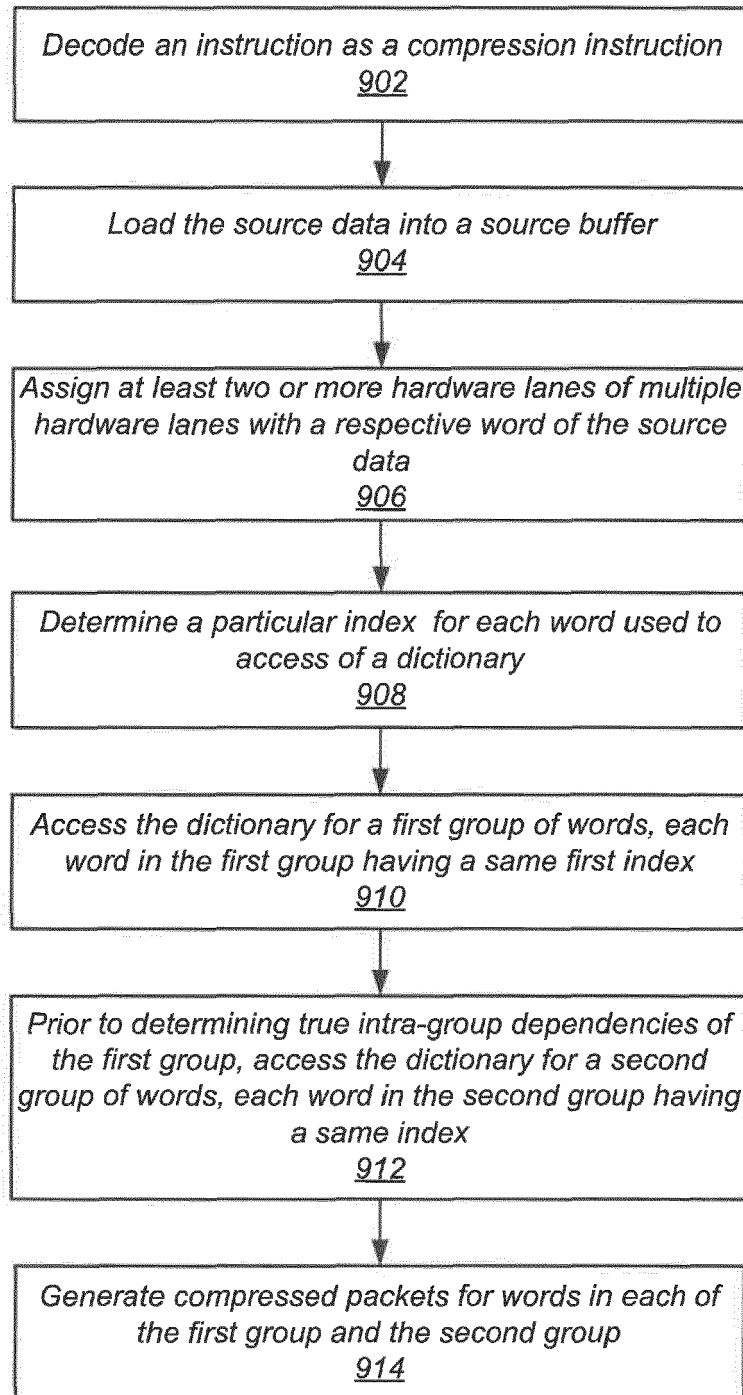 Decode an instruction as a compression instruction
902
Load the source data into a source buffer
904
Assign at least two or more hardware lanes of multiple
hardware lanes with a respective word of the source
data
906
Determine a particular index for each word used to
access of a dictionary
908
Access the dictionary for a first group of words, each
word in the first group having a same first index
910
Prior to determining true intra-group dependencies of
the first group, access the dictionary for a second
group of words, each word in the second group having
a same index
912
Generate compressed packets for words in each of
the first group and the second group
914